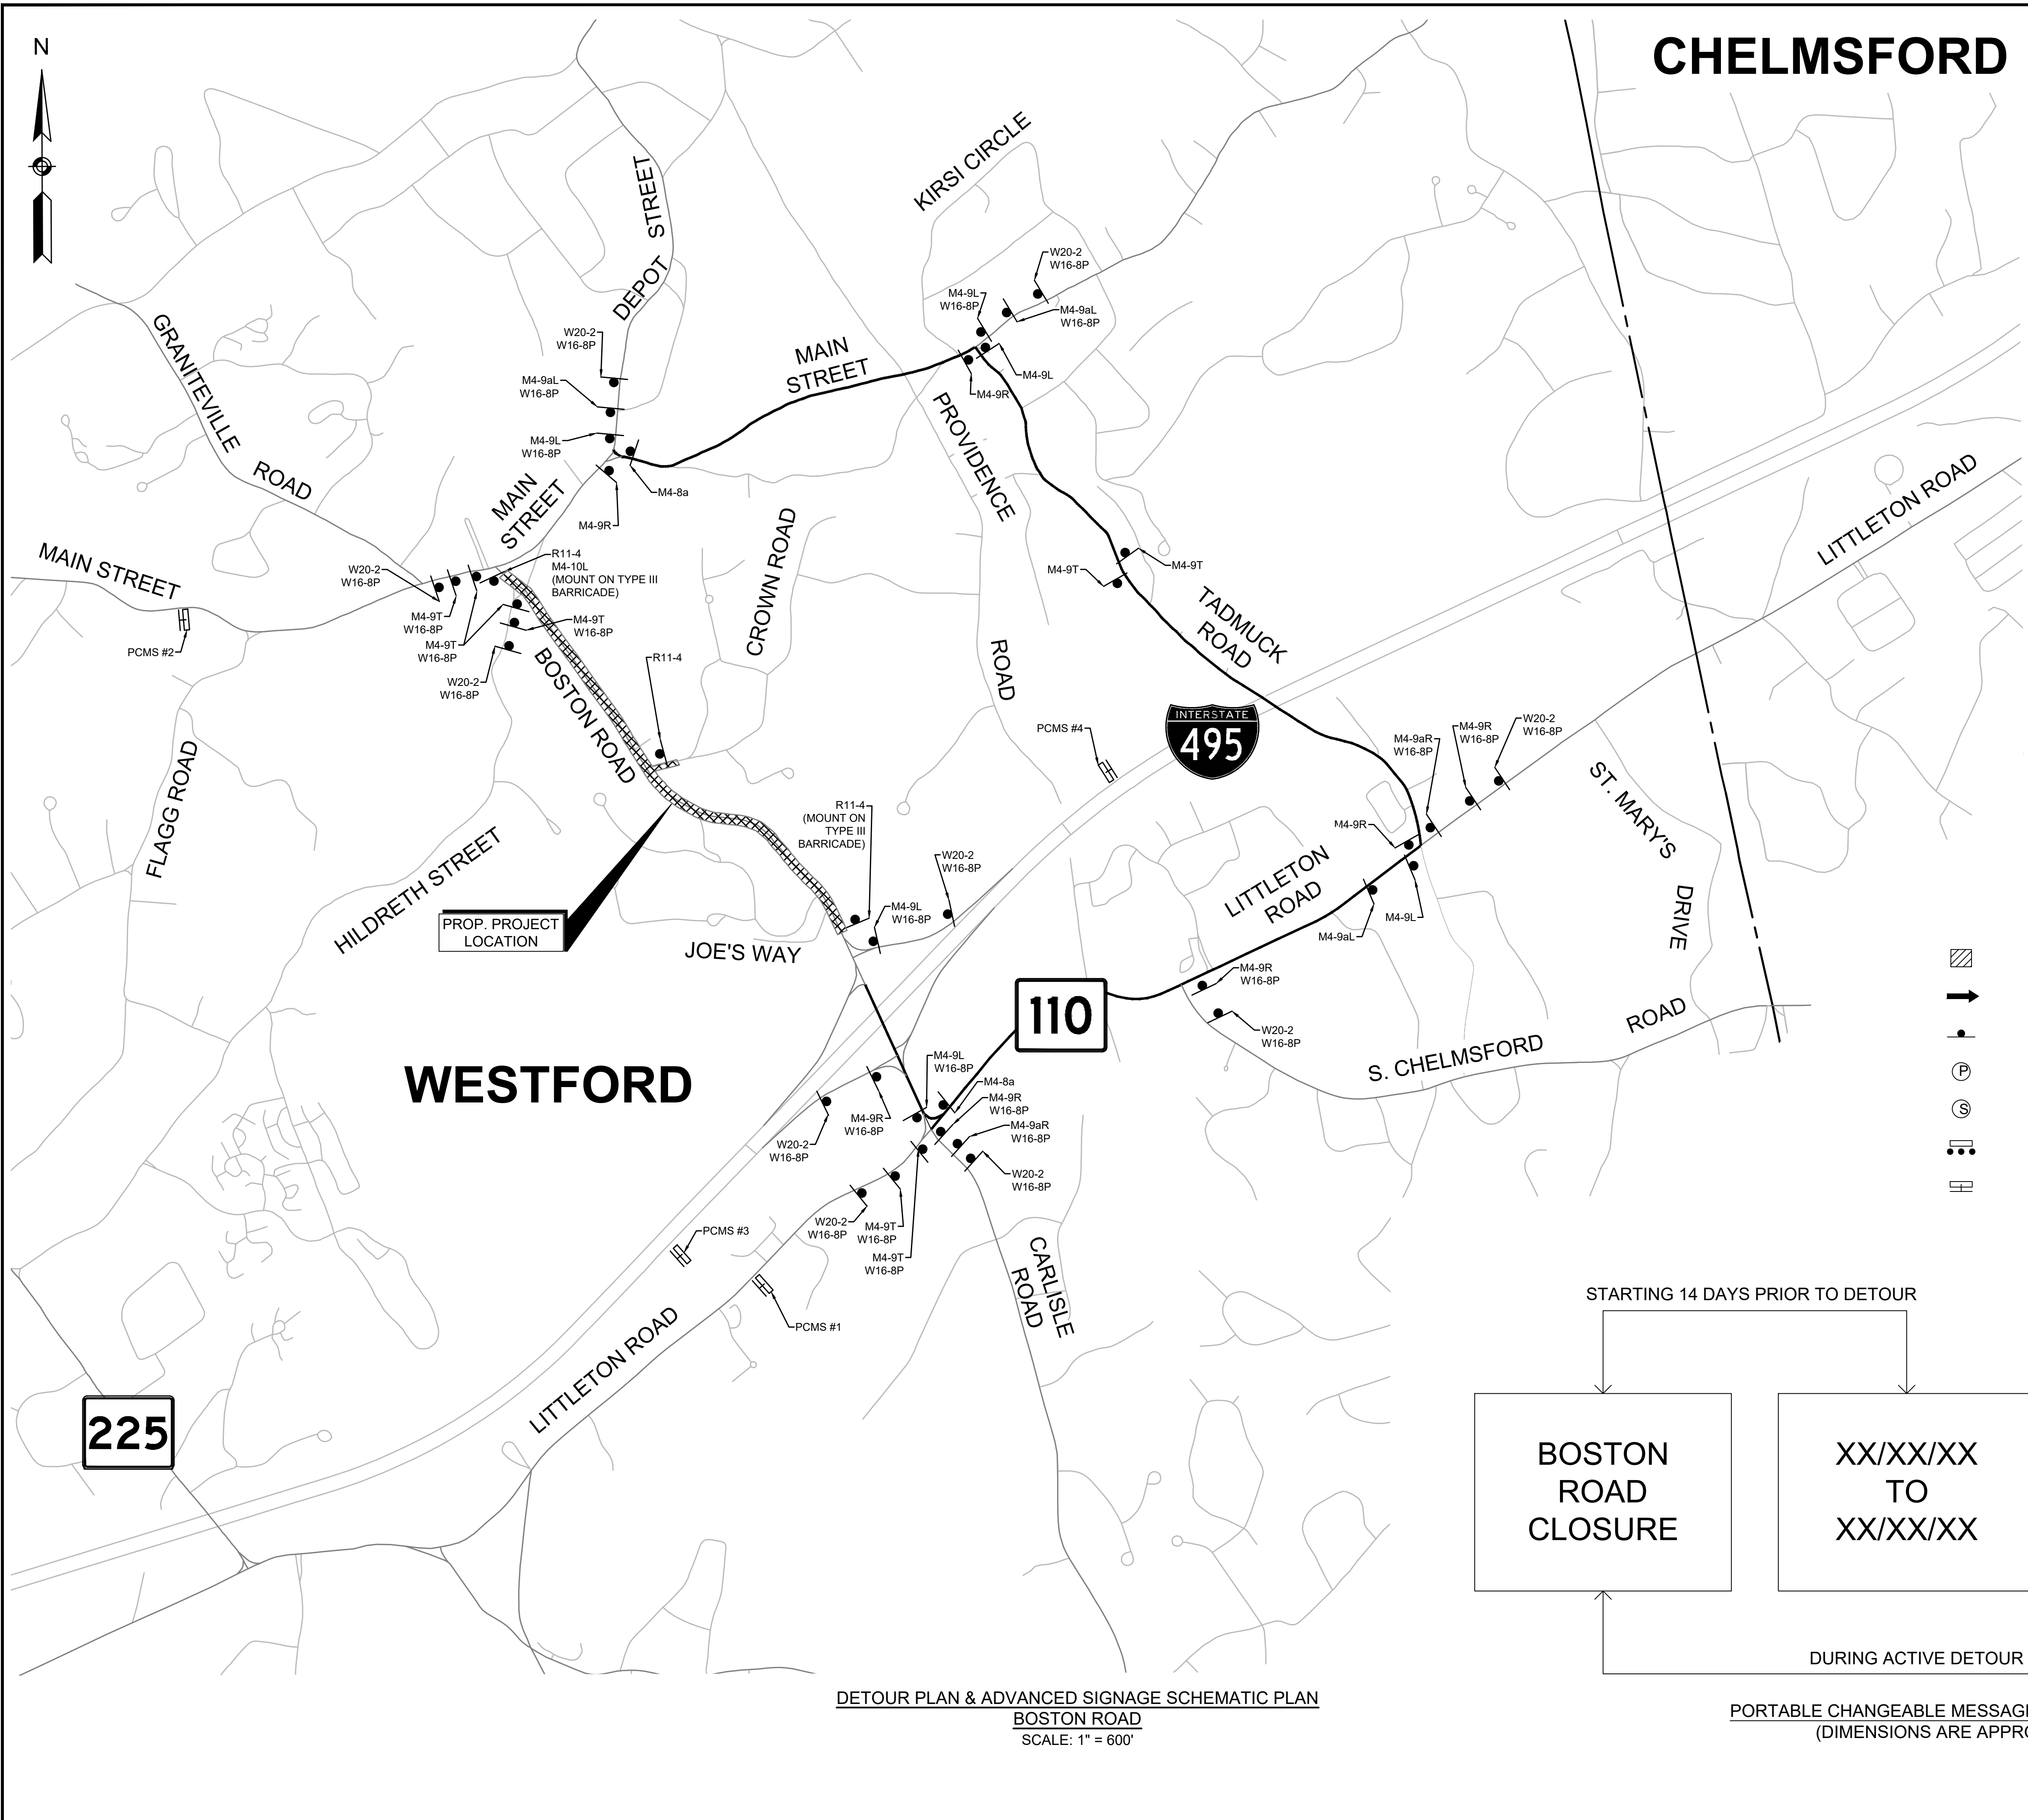 N
CHELMSFORD
KIRSI CIRCLE
DEPOT STREET
GRANITEVILLE ROAD
W20-2
W16-8P
M4-9L
W16-8P
M4-9aL
W16-8P
W20-2
W16-8P
M4-9aL
W16-8P
M4-9L
W16-8P
MAIN
STREET
M4-9L
M4-9R
M4-8a
M4-9R
MAIN
STREET
PROVIDENCE ROAD
CROWN ROAD
LITTLETON ROAD
MAIN STREET
W20-2
W16-8P
R11-4
M4-10L
(MOUNT ON TYPE III
BARRICADE)
M4-9T
M4-9T
M4-9T
W16-8P
M4-9T
W16-8P
M4-9T
W16-8P
PCMS #2
W20-2
W16-8P
R11-4
TADMUCK
ROAD
BOSTON ROAD
PCMS #4
INTERSTATE
495
M4-9aR
W16-8P
M4-9R
W16-8P
W20-2
W16-8P
FLAGG ROAD
HILDRETH STREET
R11-4
(MOUNT ON
TYPE III
BARRICADE)
M4-9R
ST. MARY'S DRIVE
W20-2
W16-8P
M4-9L
W16-8P
LITTLETON
ROAD
M4-9L
M4-9aL
PROP. PROJECT
LOCATION
JOE'S WAY
M4-9R
W16-8P
W20-2
W16-8P
110
S. CHELMSFORD ROAD
WESTFORD
M4-9L
W16-8P
M4-8a
M4-9R
W16-8P
M4-9aR
W16-8P
M4-9R
W16-8P
W20-2
W16-8P
W20-2
W16-8P
W20-2
W16-8P
M4-9T
W16-8P
M4-9T
W16-8P
PCMS #3
PCMS #1
CARLISLE
ROAD
LITTLETON ROAD
225
P
S
STARTING 14 DAYS PRIOR TO DETOUR
BOSTON
ROAD
CLOSURE
XX/XX/XX
TO
XX/XX/XX
DURING ACTIVE DETOUR
DETOUR PLAN & ADVANCED SIGNAGE SCHEMATIC PLAN
BOSTON ROAD
SCALE: 1" = 600'
PORTABLE CHANGEABLE MESSAG
(DIMENSIONS ARE APPR